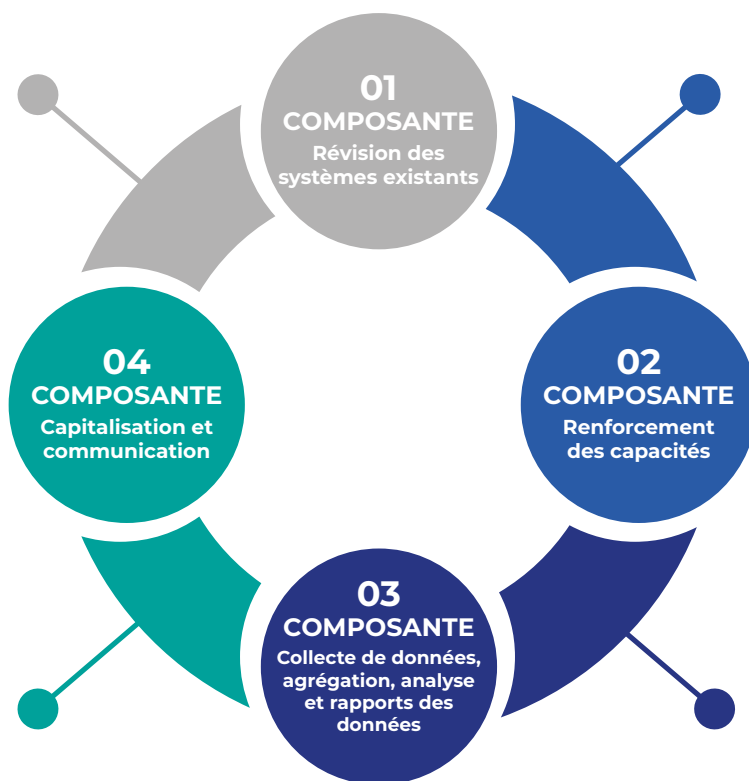 01
COMPOSANTE
Révision des
systèmes existants
02
COMPOSANTE
Renforcement
des capacités
03
COMPOSANTE
Collecte de données,
agrégation, analyse
et rapports des
données
04
COMPOSANTE
Capitalisation et
communication